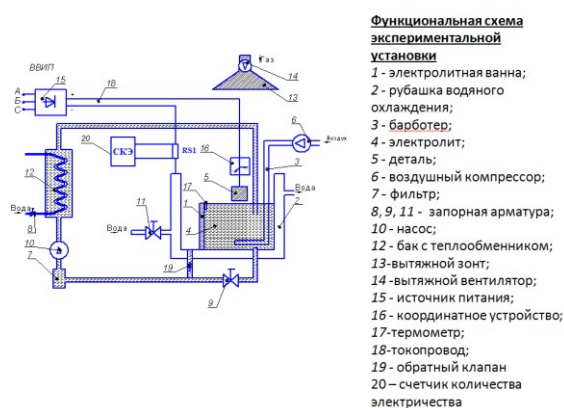 ВВИП
А
Б
С
15
+
-
18
Газ
14
13
20
СКЭ
RS1
16
6
Воздух
3
12
5
17
Вода
8
11
1
4
2
Вода
Вода
10
7
19
9
Функциональная схема
экспериментальной
установки
1 - электролитная ванна;
2 - рубашка водяного
охлаждения;
3 - барботер;
4 - электролит;
5 - деталь;
6 - воздушный компрессор;
7 - фильтр;
8, 9, 11 - запорная арматура;
10 - насос;
12 - бак с теплообменником;
13-вытяжной зонт;
14 - вытяжной вентилятор;
15 - источник питания;
16 - координатное устройство;
17-термометр;
18-токопровод;
19 - обратный клапан
20 – счетчик количества
электричества